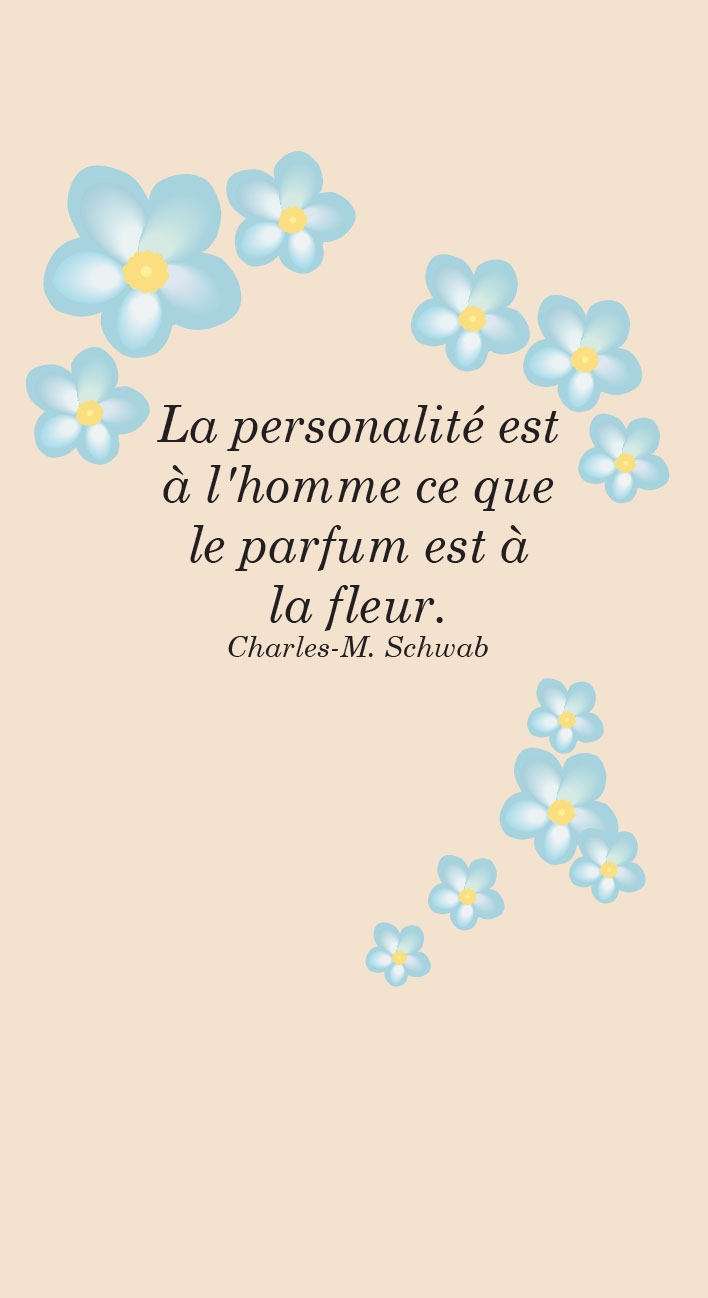 La personalité est
à l'homme ce que
le parfum est à
la fleur.
Charles-M. Schwab